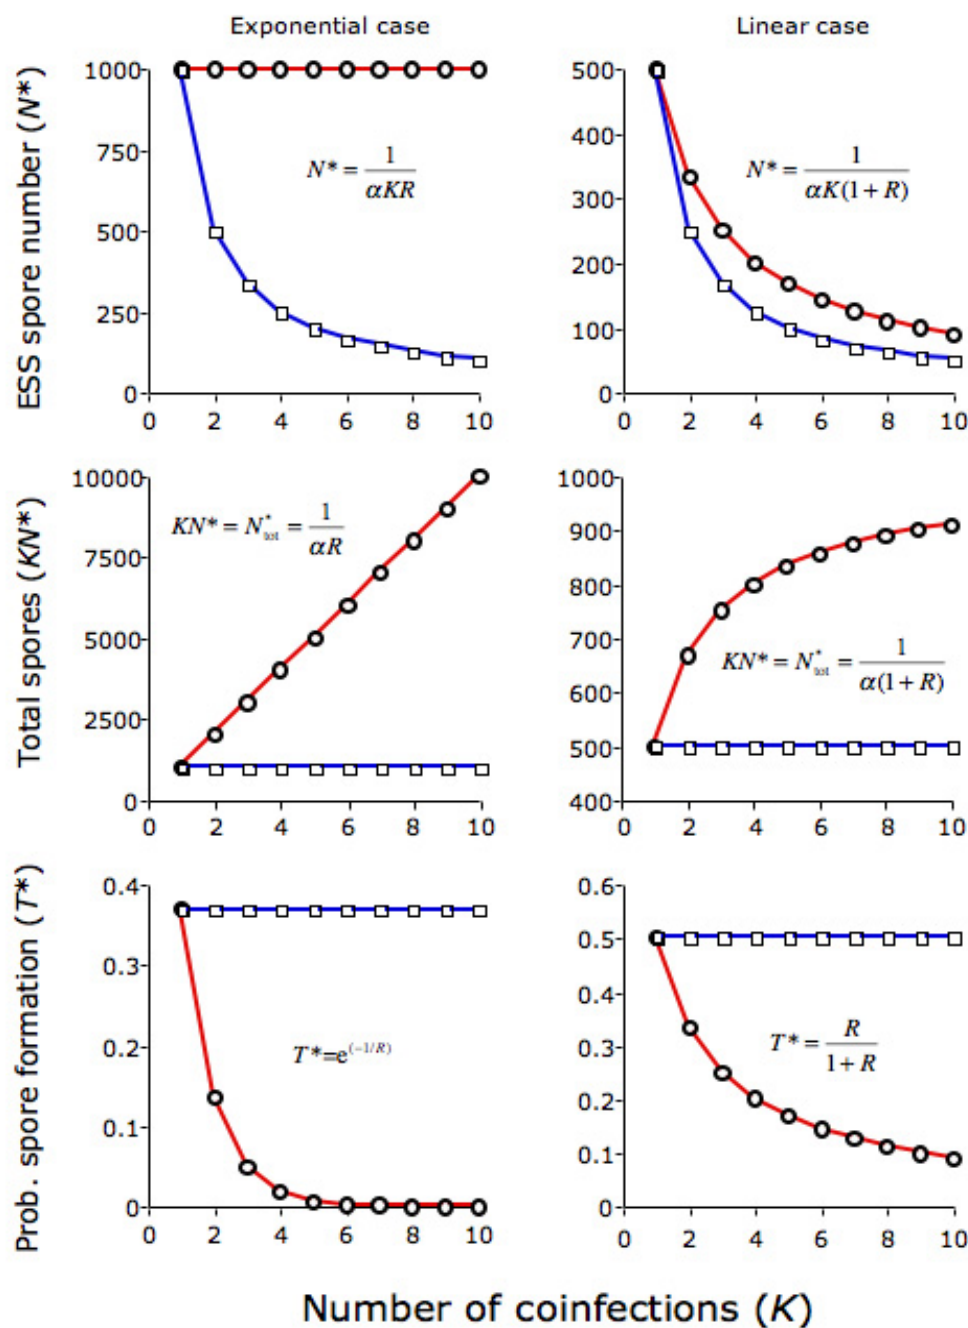 Exponential case
Linear case
ESS spore number (N*)
1000
750
500
250
0
0 2 4 6 8 10
N* = 1 / αKR
500
400
300
200
100
0
0 2 4 6 8 10
N* = 1 / αK(1+R)
Total spores (KN*)
10000
7500
5000
2500
0
0 2 4 6 8 10
KN* = N*tot = 1 / αR
1000
900
800
700
600
500
400
0 2 4 6 8 10
KN* = N*tot = 1 / α(1+R)
Prob. spore formation (T*)
0.4
0.3
0.2
0.1
0
0 2 4 6 8 10
T*=e(-1/R)
0.6
0.5
0.4
0.3
0.2
0.1
0
0 2 4 6 8 10
T* = R / 1+R
Number of coinfections (K)